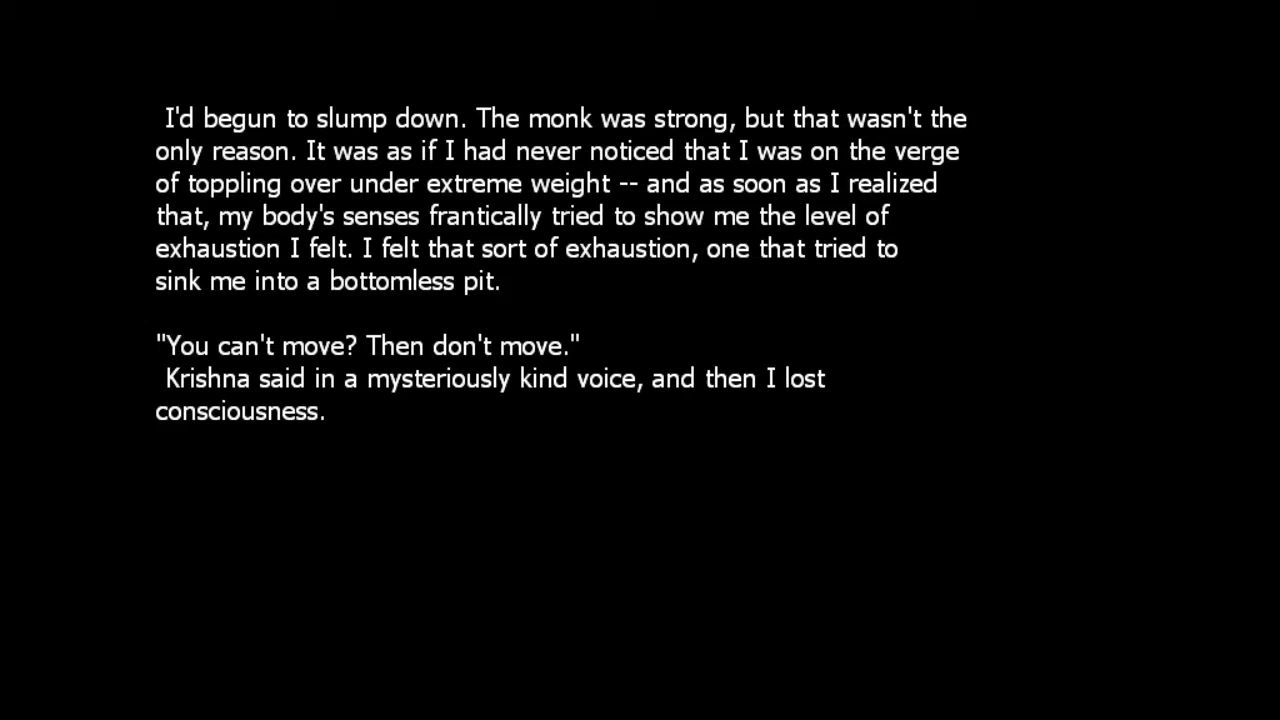 I'd begun to slump down. The monk was strong, but that wasn't the
only reason. It was as if I had never noticed that I was on the verge
of toppling over under extreme weight -- and as soon as I realized
that, my body's senses frantically tried to show me the level of
exhaustion I felt. I felt that sort of exhaustion, one that tried to
sink me into a bottomless pit.
"You can't move? Then don't move."
Krishna said in a mysteriously kind voice, and then I lost
consciousness.